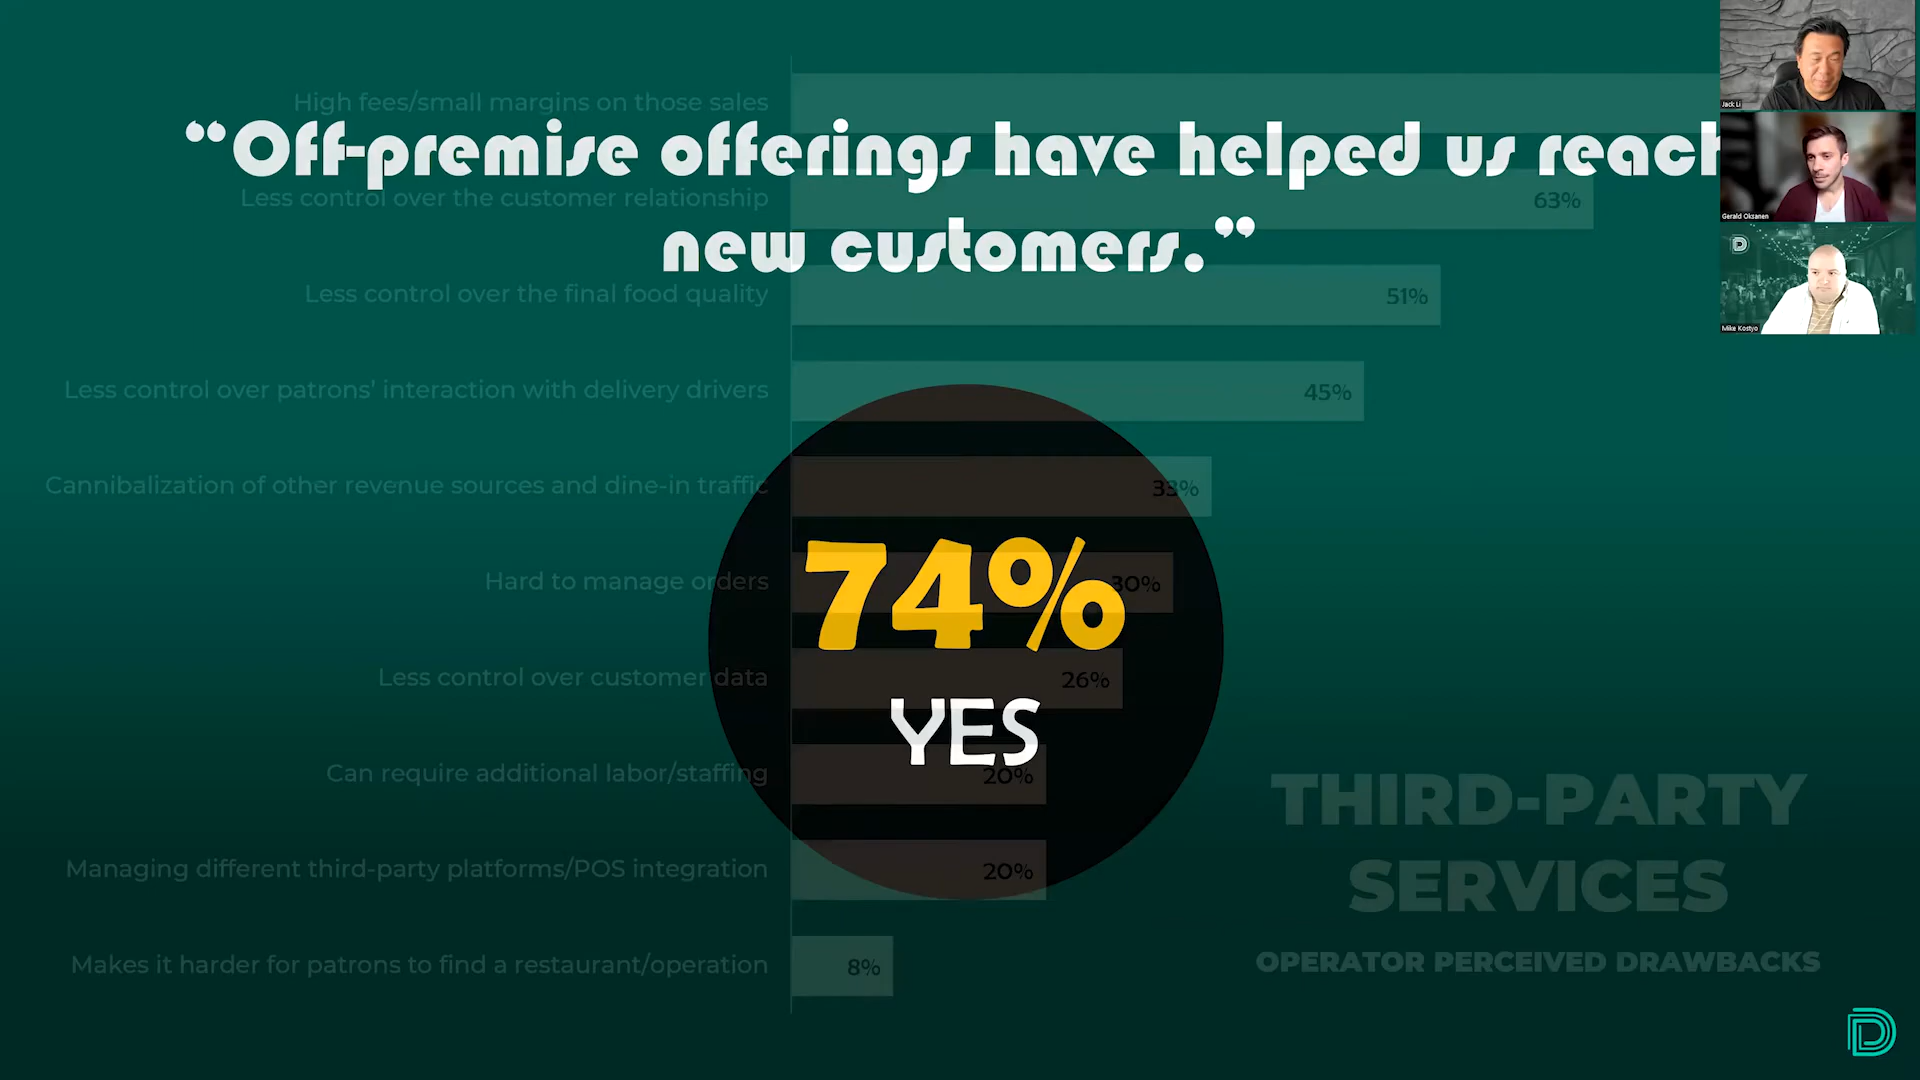 High fees/small margins on those sales
“Off-premise offerings have helped us reach
new customers.”
Less control over the customer relationship
63%
Less control over the final food quality
51%
Less control over patrons' interaction with delivery drivers
45%
Cannibalization of other revenue sources and dine-in traffic
33%
Hard to manage orders
30%
74%
YES
Less control over customer data
26%
Can require additional labor/staffing
20%
Managing different third-party platforms/POS integration
20%
Makes it harder for patrons to find a restaurant/operation
8%
THIRD-PARTY
SERVICES
OPERATOR PERCEIVED DRAWBACKS
Jack Li
Gerald Oksanen
Mike Kostyo